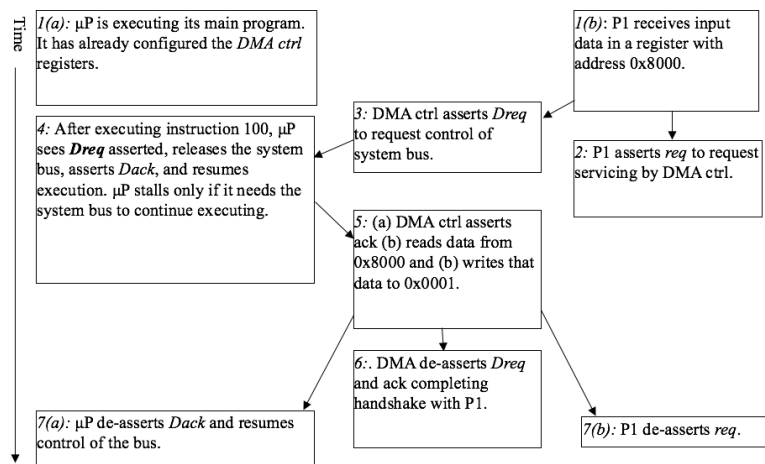 Time
1(a): μP is executing its main program.
It has already configured the DMA ctrl
registers.
1(b): P1 receives input
data in a register with
address 0x8000.
3: DMA ctrl asserts Dreq
to request control of
system bus.
4: After executing instruction 100, μP
sees Dreq asserted, releases the system
bus, asserts Dack, and resumes
execution. μP stalls only if it needs the
system bus to continue executing.
2: P1 asserts req to request
servicing by DMA ctrl.
5: (a) DMA ctrl asserts
ack (b) reads data from
0x8000 and (b) writes that
data to 0x0001.
6:. DMA de-asserts Dreq
and ack completing
handshake with P1.
7(a): μP de-asserts Dack and resumes
control of the bus.
7(b): P1 de-asserts req.